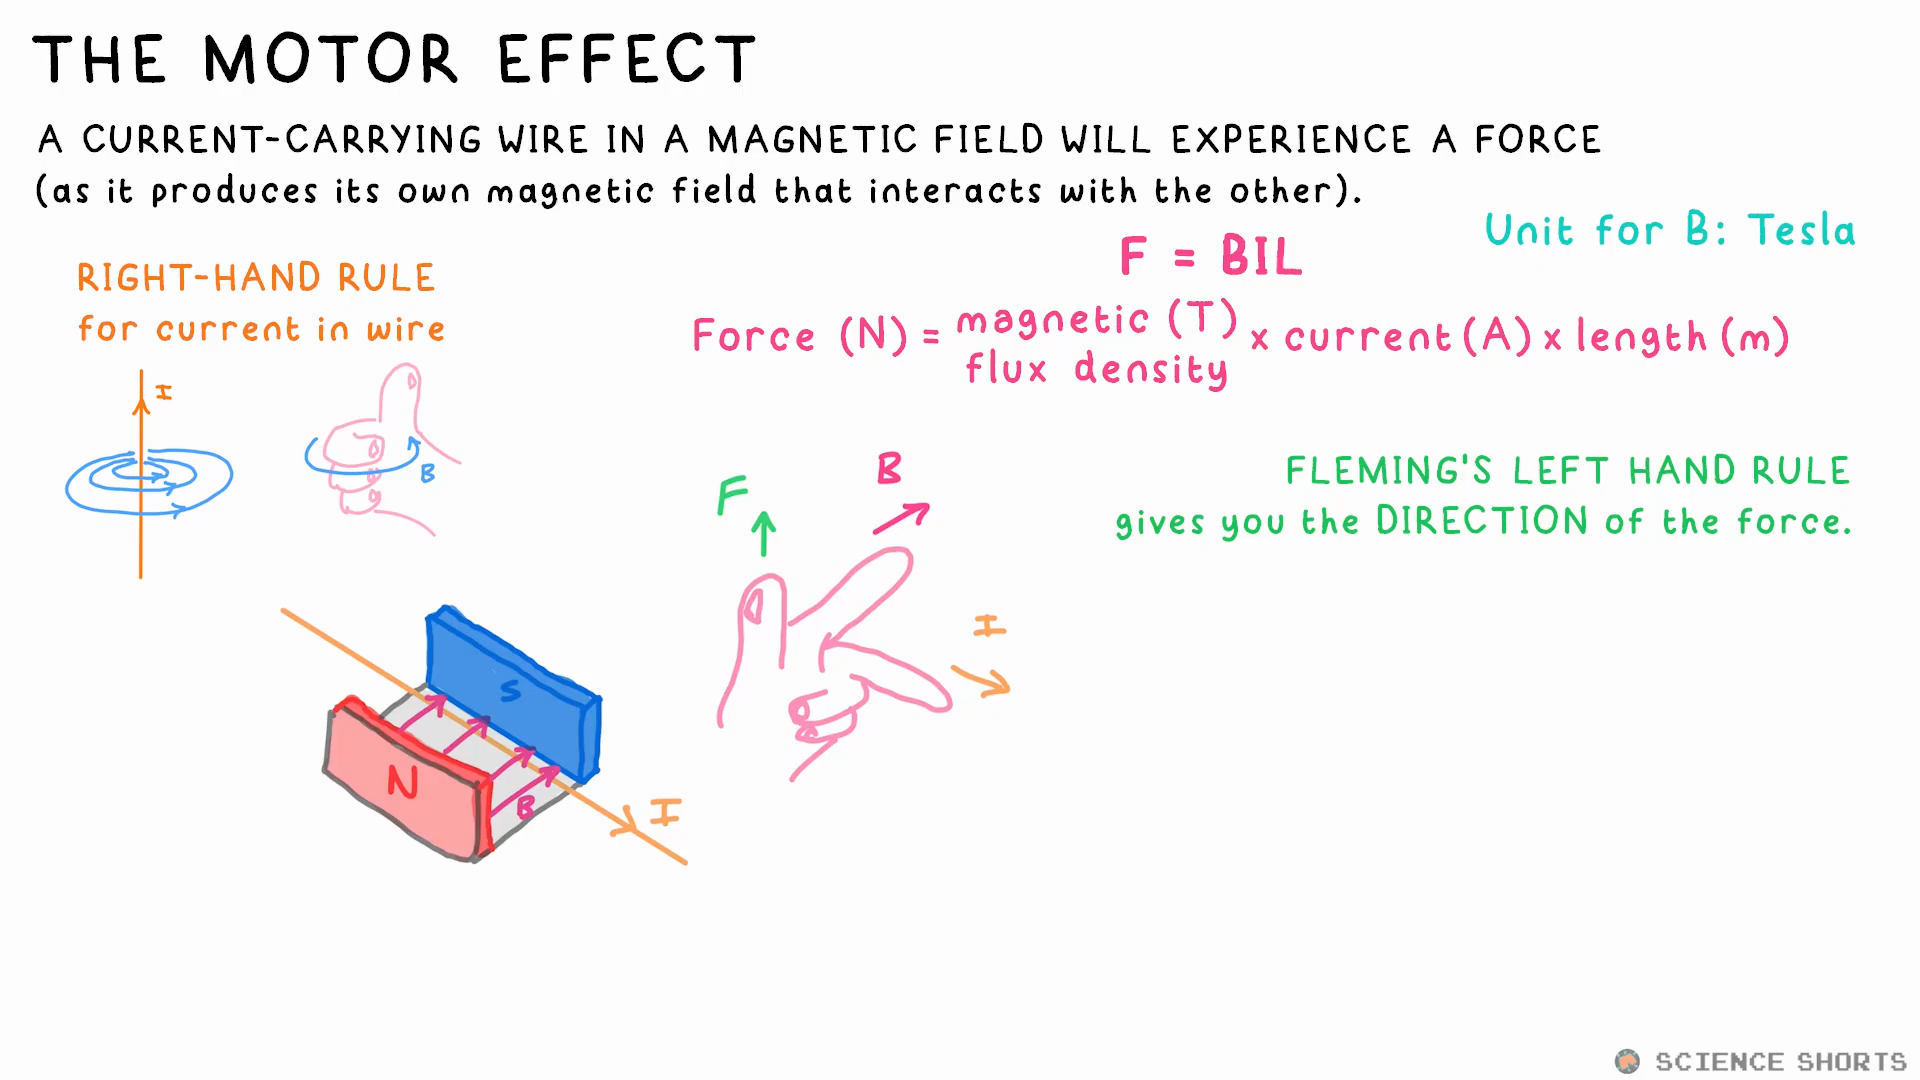 THE MOTOR EFFECT
A CURRENT-CARRYING WIRE IN A MAGNETIC FIELD WILL EXPERIENCE A FORCE
(as it produces its own magnetic field that interacts with the other).
Unit for B: Tesla
F = BIL
Force (N) = magnetic (T) x current (A) x length (m)
flux density
RIGHT-HAND RULE
for current in wire
I
B
FLEMING'S LEFT HAND RULE
gives you the DIRECTION of the force.
F
B
I
S
N
B
I
SCIENCE SHORTS